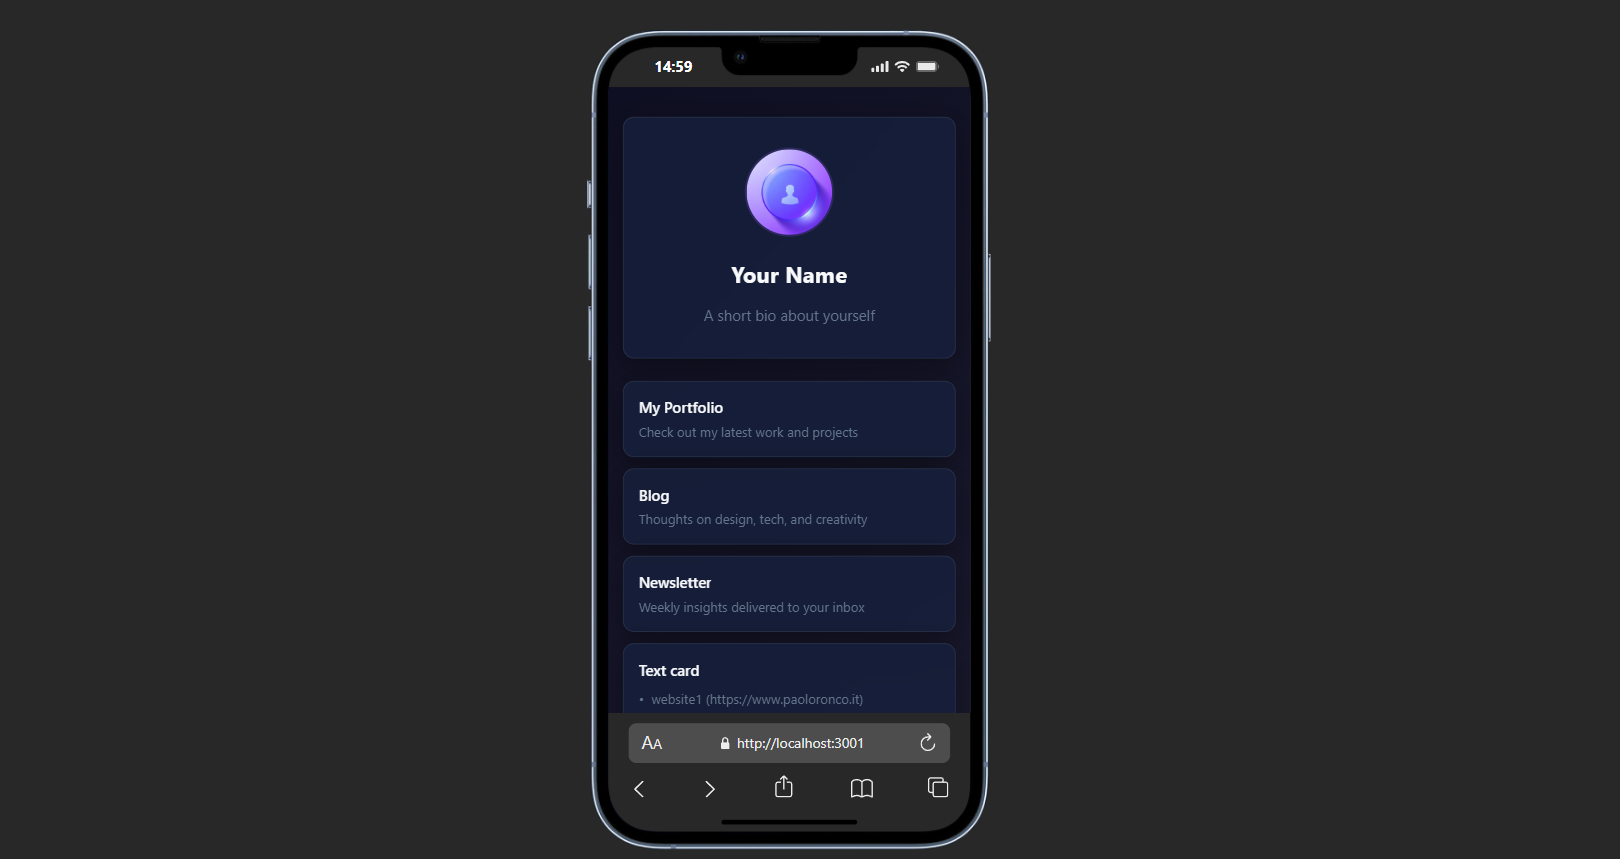 14:59
Your Name
A short bio about yourself
My Portfolio
Check out my latest work and projects
Blog
Thoughts on design, tech, and creativity
Newsletter
Weekly insights delivered to your inbox
Text card
• website1 (https://www.paoloronco.it)
AA http://localhost:3001